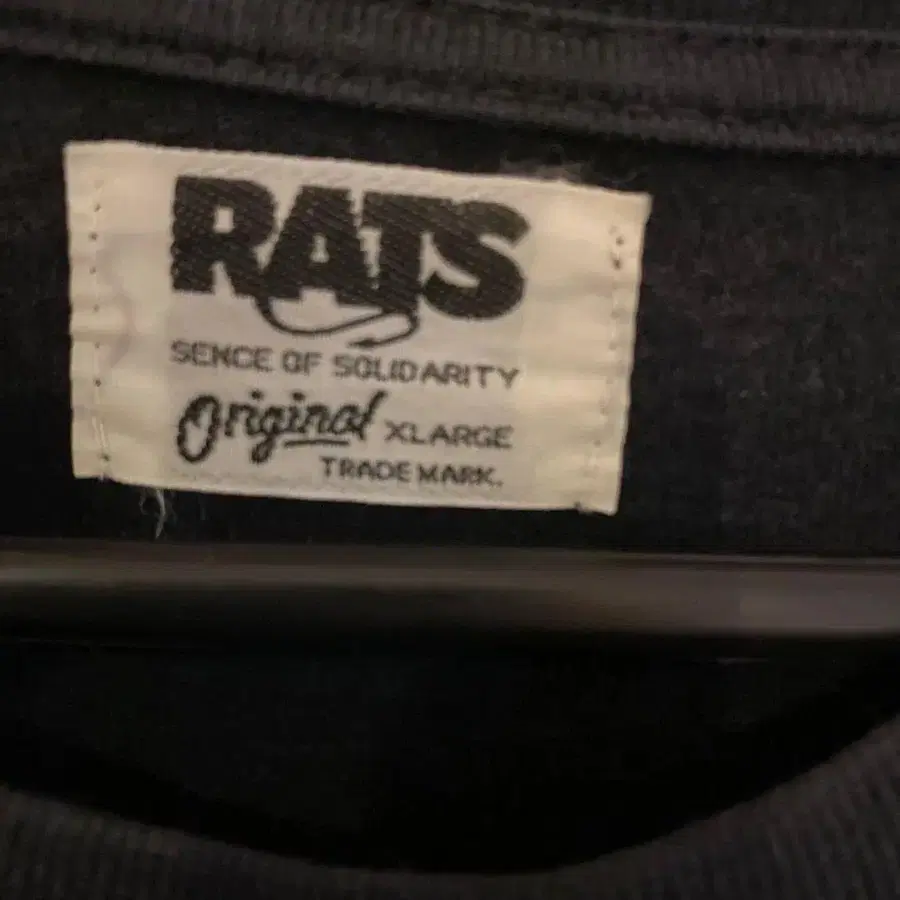 RATS
SENCE OF SOLIDARITY
Original XLARGE
TRADE MARK.